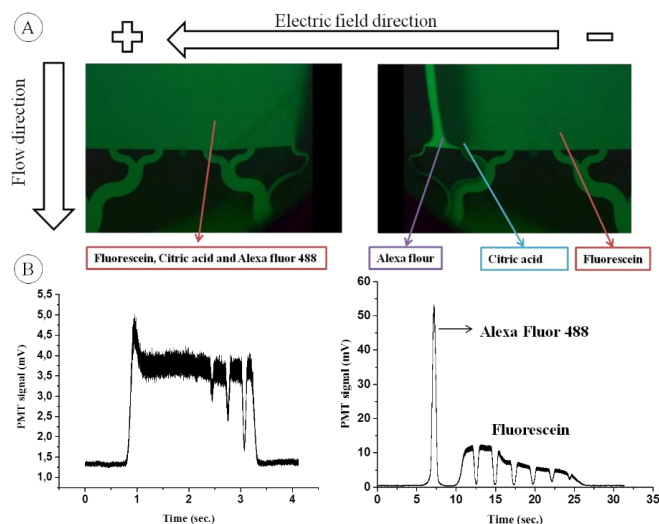 A
Electric field direction
Flow direction
Fluorescein, Citric acid and Alexa fluor 488
Alexa flour
Citric acid
Fluorescein
B
5,0
4,5
4,0
3,5
3,0
2,5
2,0
1,5
1,0
PMT signal (mV)
0 1 2 3 4
Time (sec.)
60
50
40
30
20
10
0
PMT signal (mV)
Alexa Fluor 488
Fluorescein
0 5 10 15 20 25 30 35
Time (sec.)